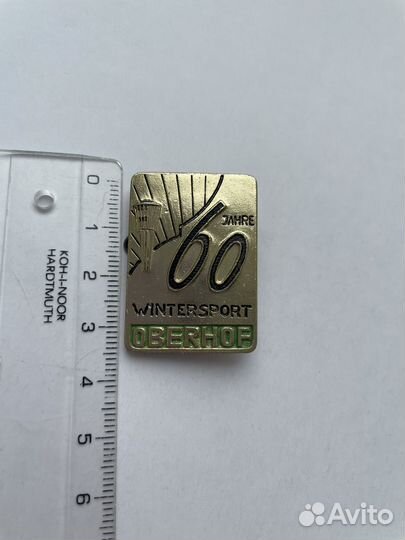 JAHRE
60
WINTERSPORT
OBERHOF
KOH-I-NOOR
HARDTMUTH
0
1
2
3
4
5
6
Avito